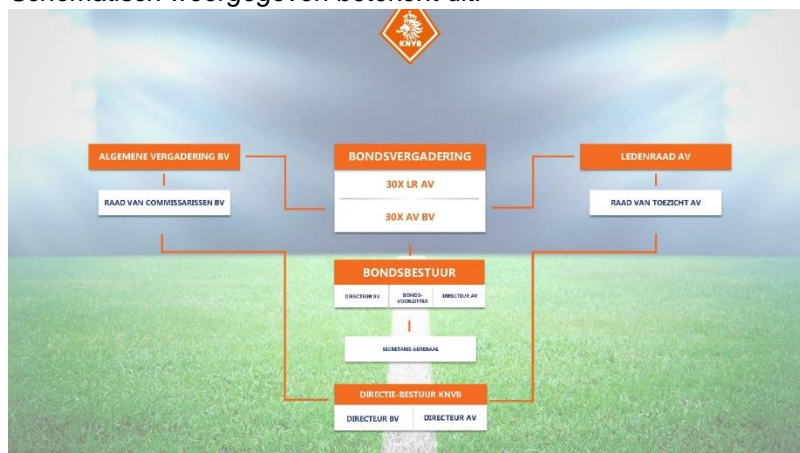 Schematisch weergegeven betekent dit:
KNVB
ALGEMENE VERGADERING BV
BONDSVERGADERING
LEDENRAAD AV
30X LR AV
RAAD VAN COMMISSARISSEN BV
RAAD VAN TOEZICHT AV
30X AV BV
BONDSBESTUUR
DIRECTEUR BV
BONDS-
VOORZITTER
DIRECTEUR AV
SECRETARIS GENERAAL
DIRECTIE-BESTUUR KNVB
DIRECTEUR BV
DIRECTEUR AV